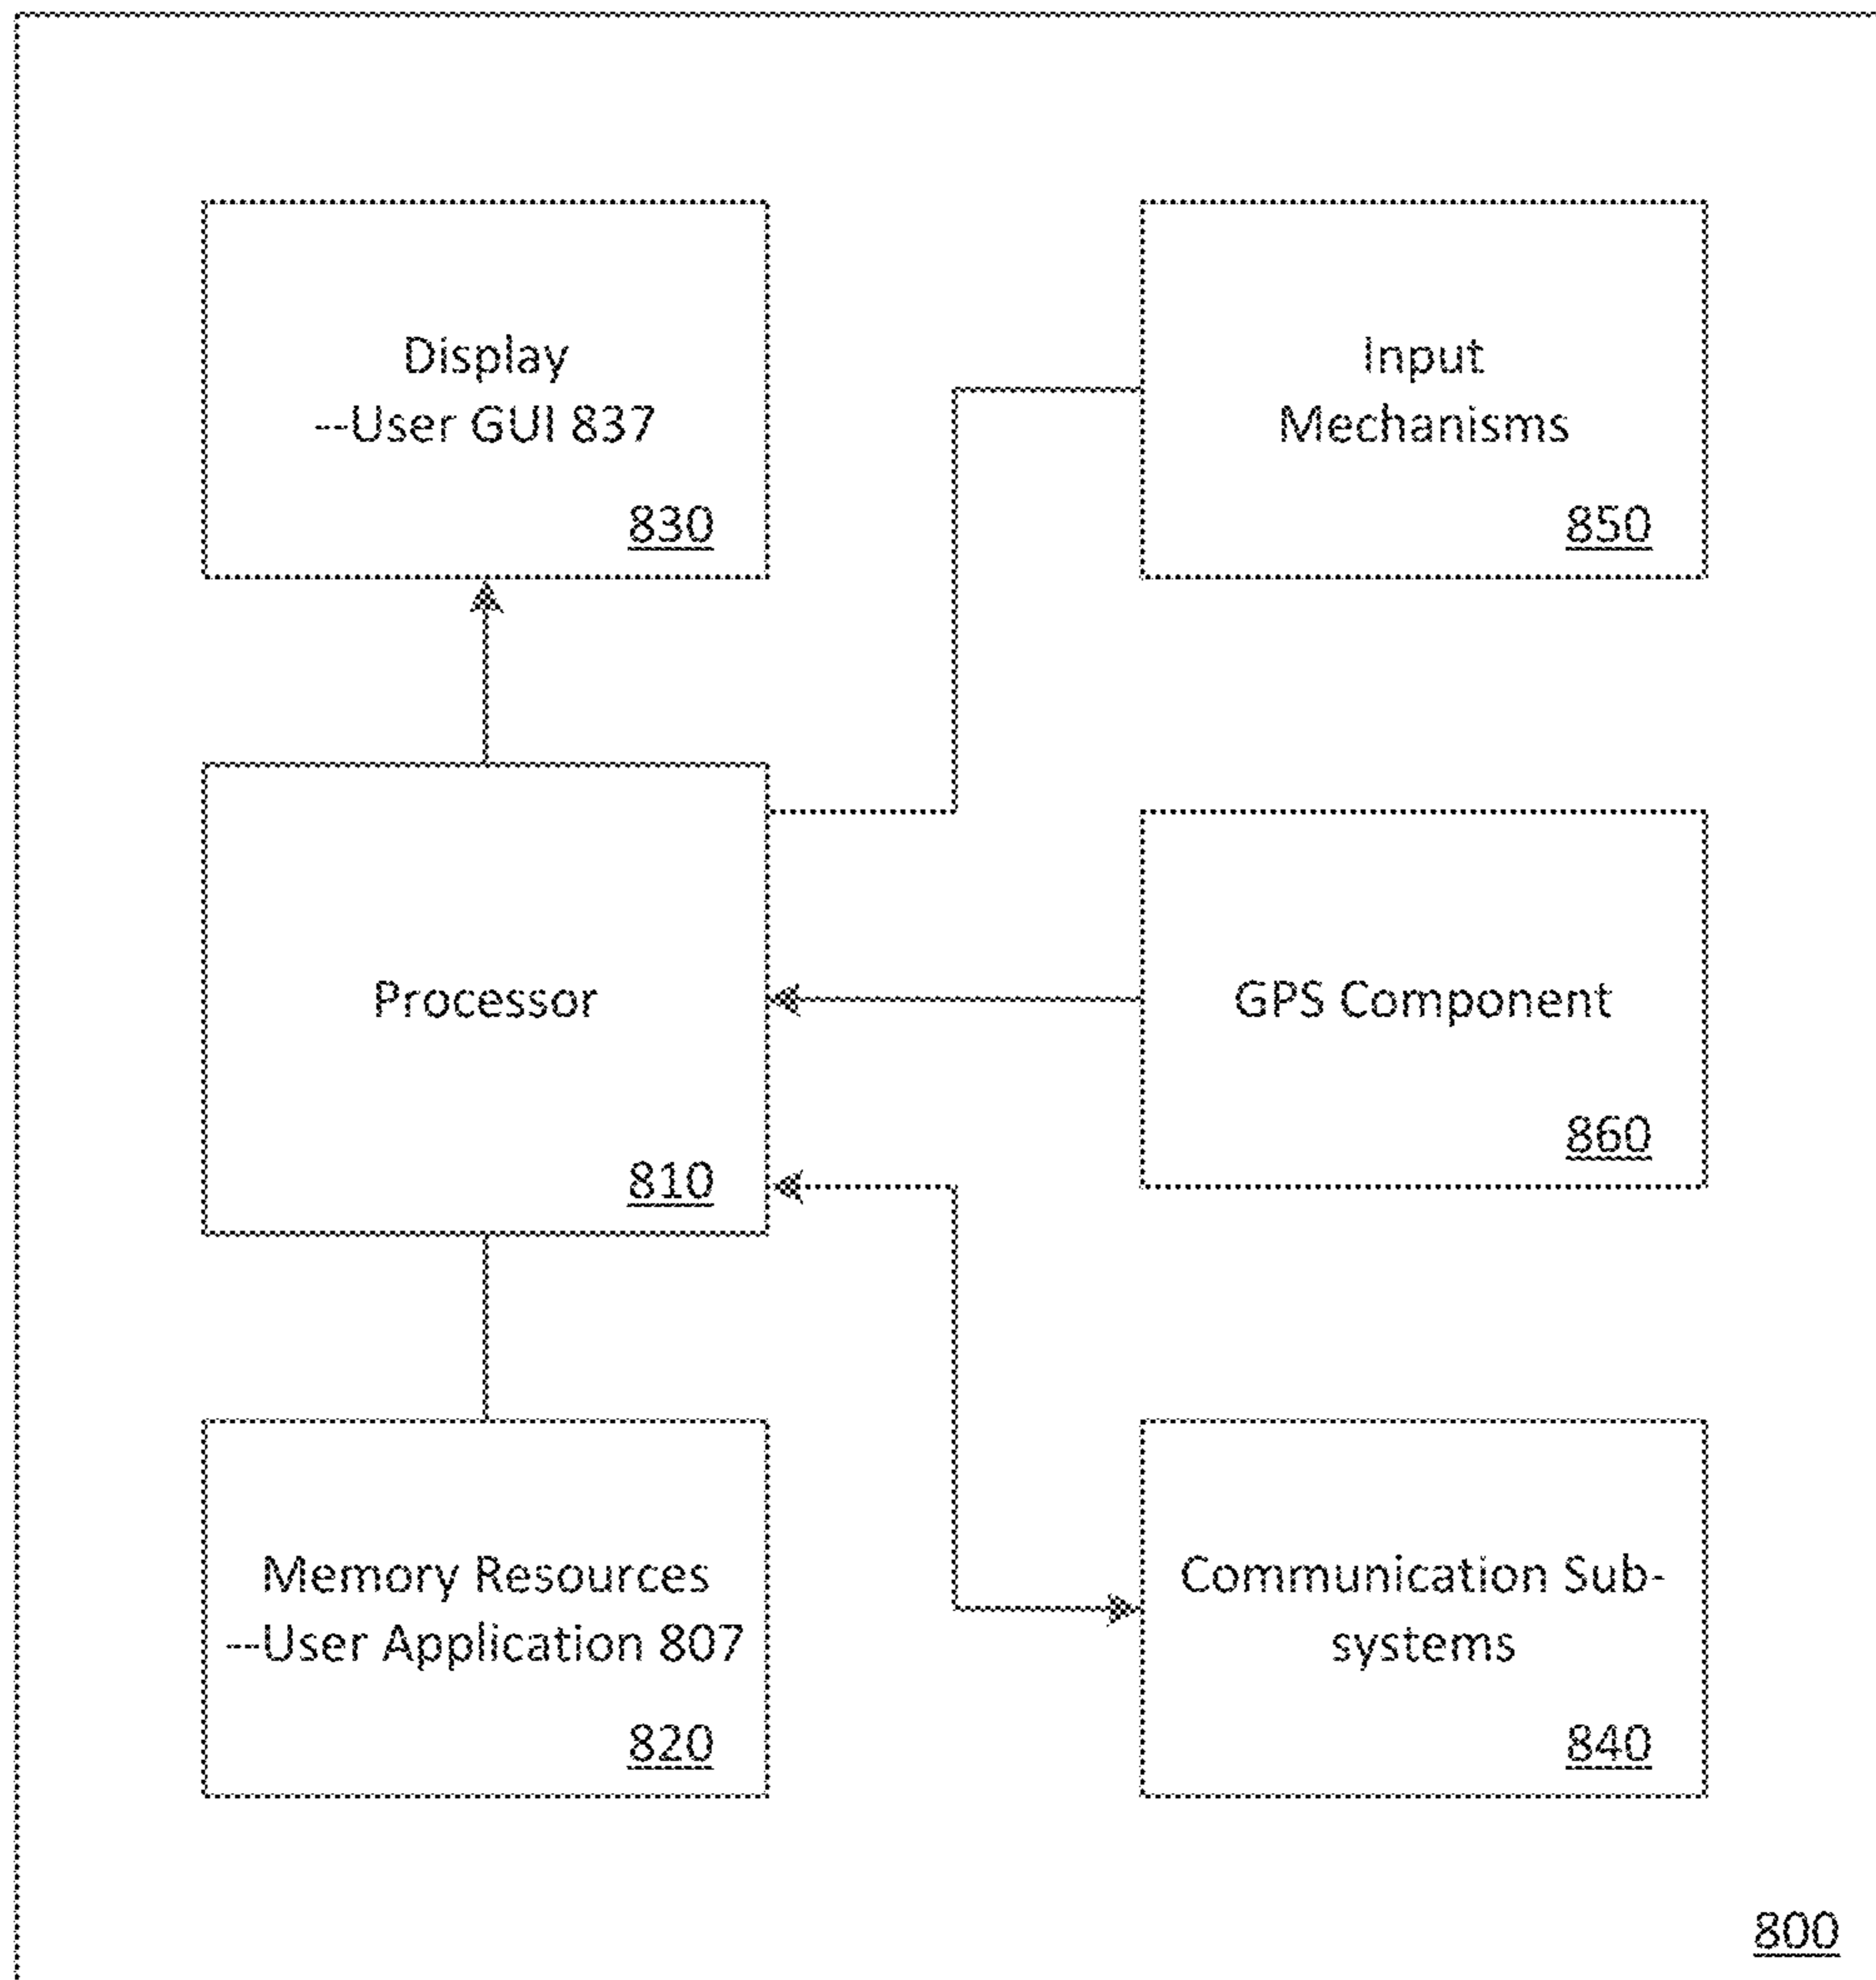 Display
--User GUI 837
830
Input
Mechanisms
850
Processor
810
GPS Component
860
Memory Resources
--User Application 807
820
Communication Sub-
systems
840
800